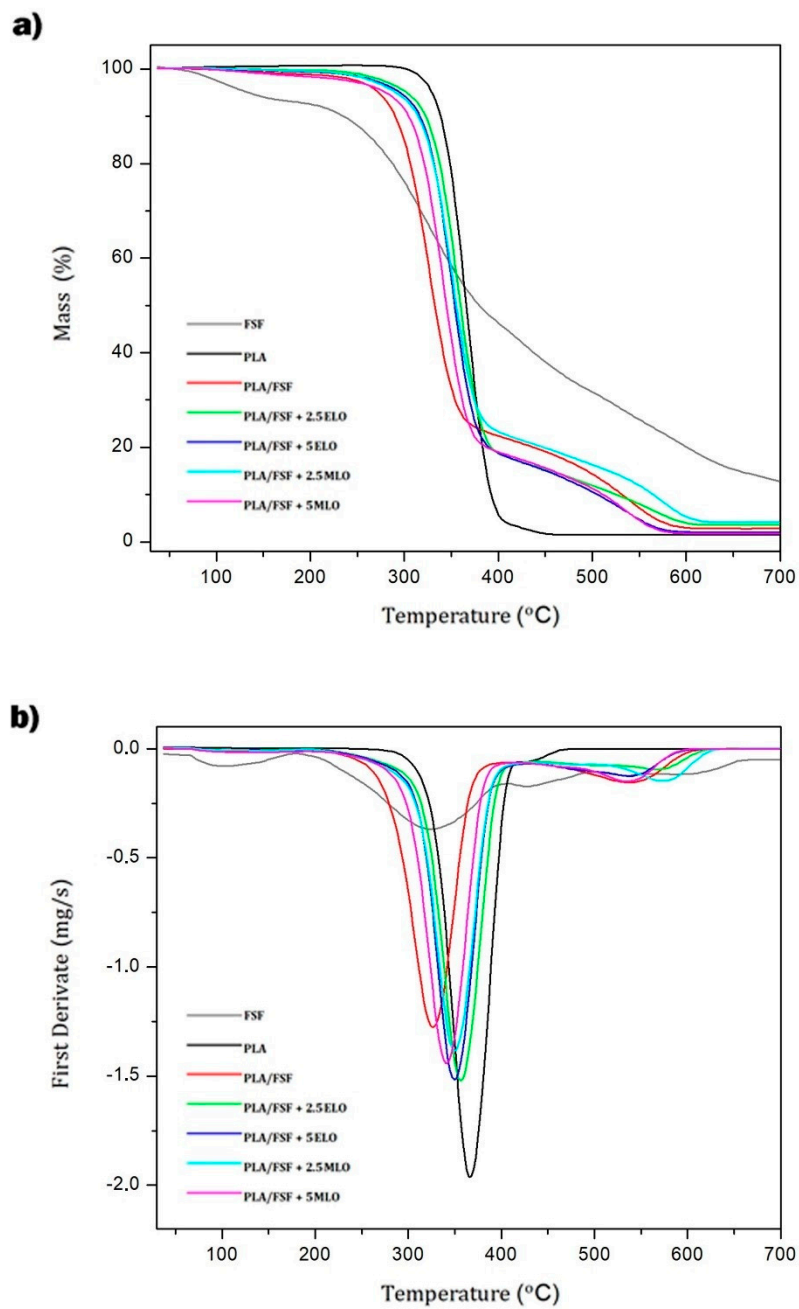 a)
100
80
60
40
20
0
Mass (%)
FSF
PLA
PLA/FSF
PLA/FSF + 2.5ELO
PLA/FSF + 5ELO
PLA/FSF + 2.5MLO
PLA/FSF + 5MLO
100 200 300 400 500 600 700
Temperature (°C)
b)
0.0
-0.5
-1.0
-1.5
-2.0
First Derivate (mg/s)
FSF
PLA
PLA/FSF
PLA/FSF + 2.5ELO
PLA/FSF + 5ELO
PLA/FSF + 2.5MLO
PLA/FSF + 5MLO
100 200 300 400 500 600 700
Temperature (°C)